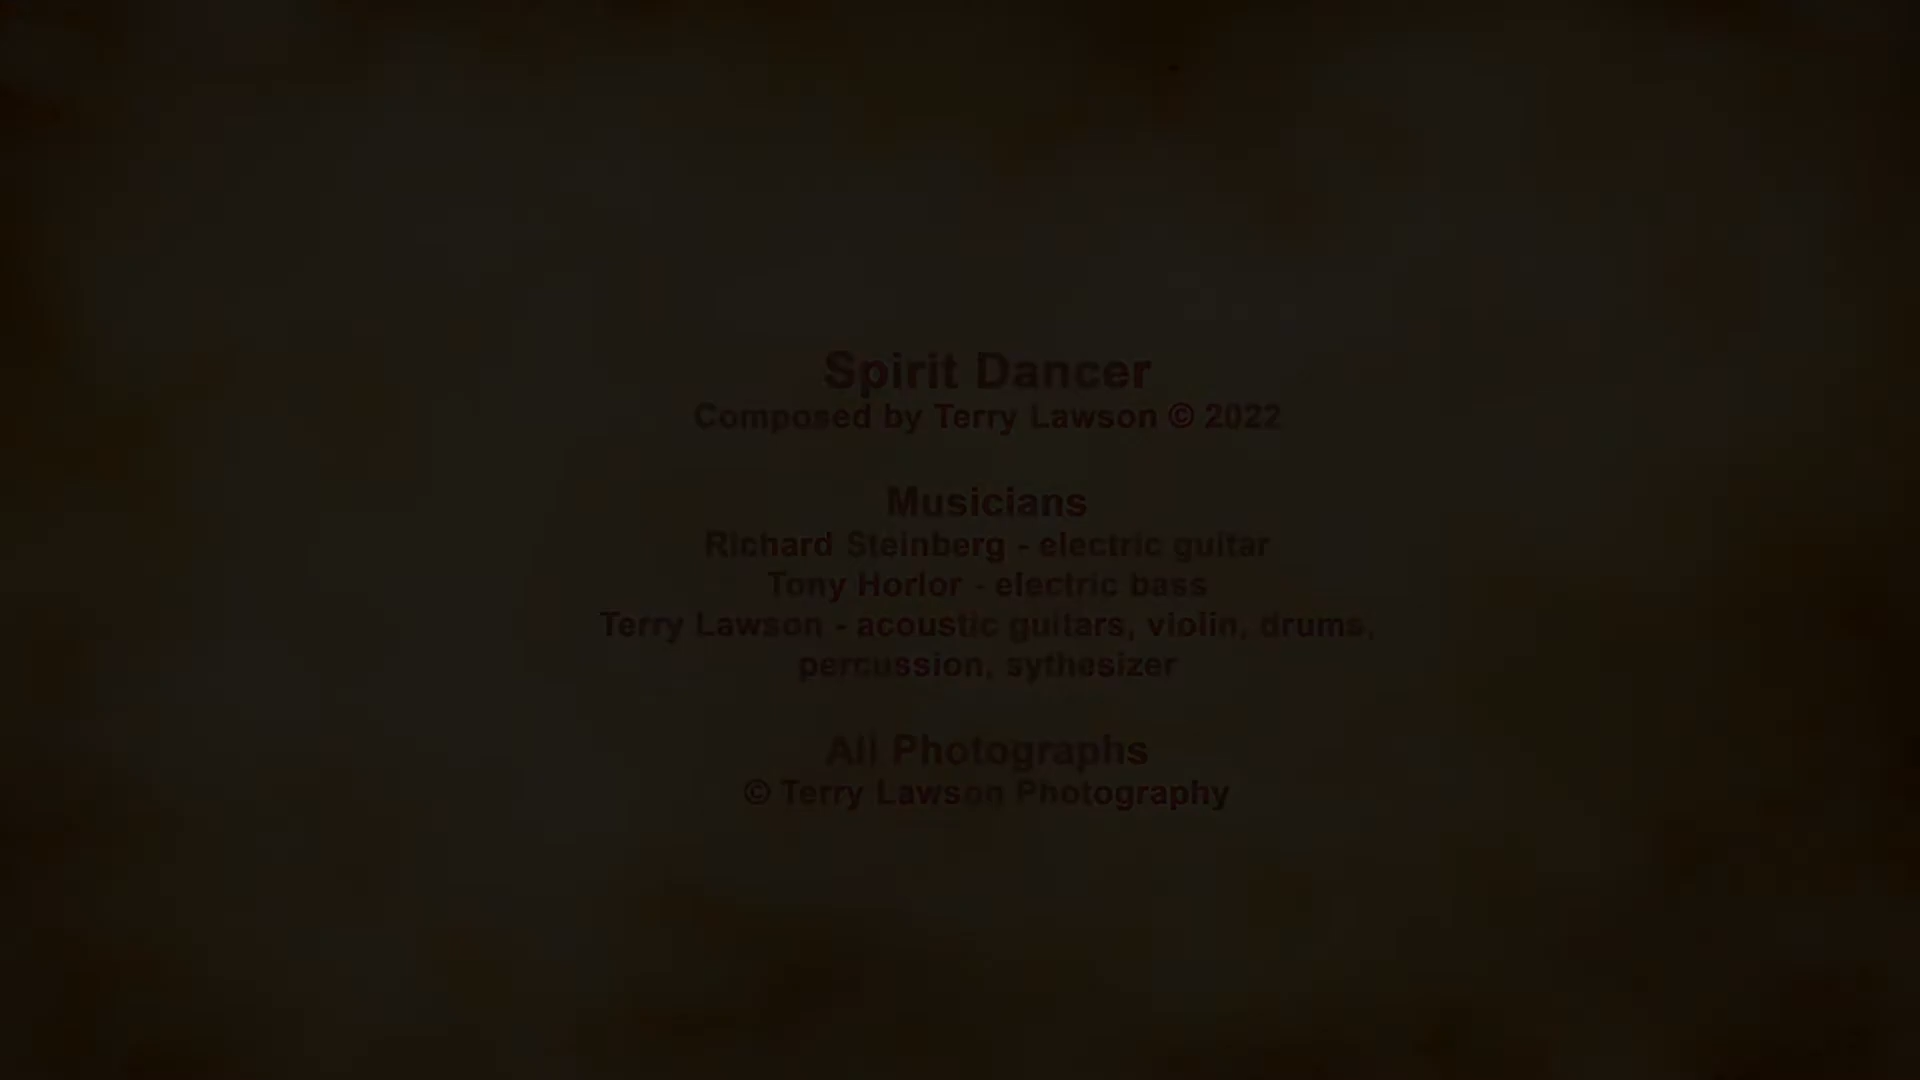 Spirit Dancer
Composed by Terry Lawson © 2022
Musicians
Richard Steinberg - electric guitar
Tony Horlor - electric bass
Terry Lawson - acoustic guitars, violin, drums,
percussion, sythesizer
All Photographs
© Terry Lawson Photography